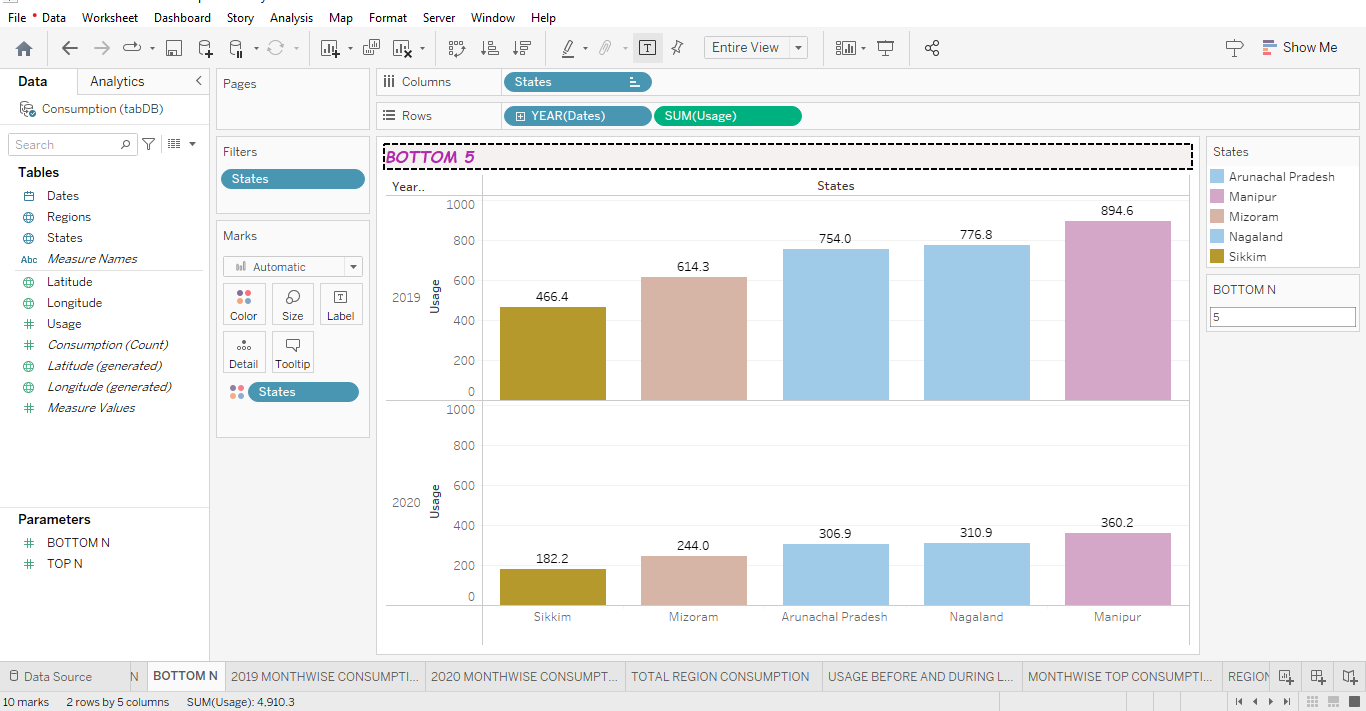 File Data Worksheet Dashboard Story Analysis Map Format Server Window Help
Entire View
Show Me
Data Analytics
Consumption (tabDB)
Search
Tables
Dates
Regions
States
Abc Measure Names
Latitude
Longitude
Usage
Consumption (Count)
Latitude (generated)
Longitude (generated)
Measure Values
Parameters
BOTTOM N
TOP N
Pages
Filters
States
Marks
Automatic
Color Size Label
Detail Tooltip
States
Columns States
Rows YEAR(Dates) SUM(Usage)
BOTTOM 5
Year.. States
2019
Usage
1000
800
600
400
200
0
466.4 614.3 754.0 776.8 894.6
2020
Usage
1000
800
600
400
200
0
182.2 244.0 306.9 310.9 360.2
Sikkim Mizoram Arunachal Pradesh Nagaland Manipur
States
Arunachal Pradesh
Manipur
Mizoram
Nagaland
Sikkim
BOTTOM N
5
Data Source N BOTTOM N 2019 MONTHWISE CONSUMPTI... 2020 MONTHWISE CONSUMPT... TOTAL REGION CONSUMPTION USAGE BEFORE AND DURING L... MONTHWISE TOP CONSUMPTI... REGION
10 marks 2 rows by 5 columns SUM(Usage): 4,910.3